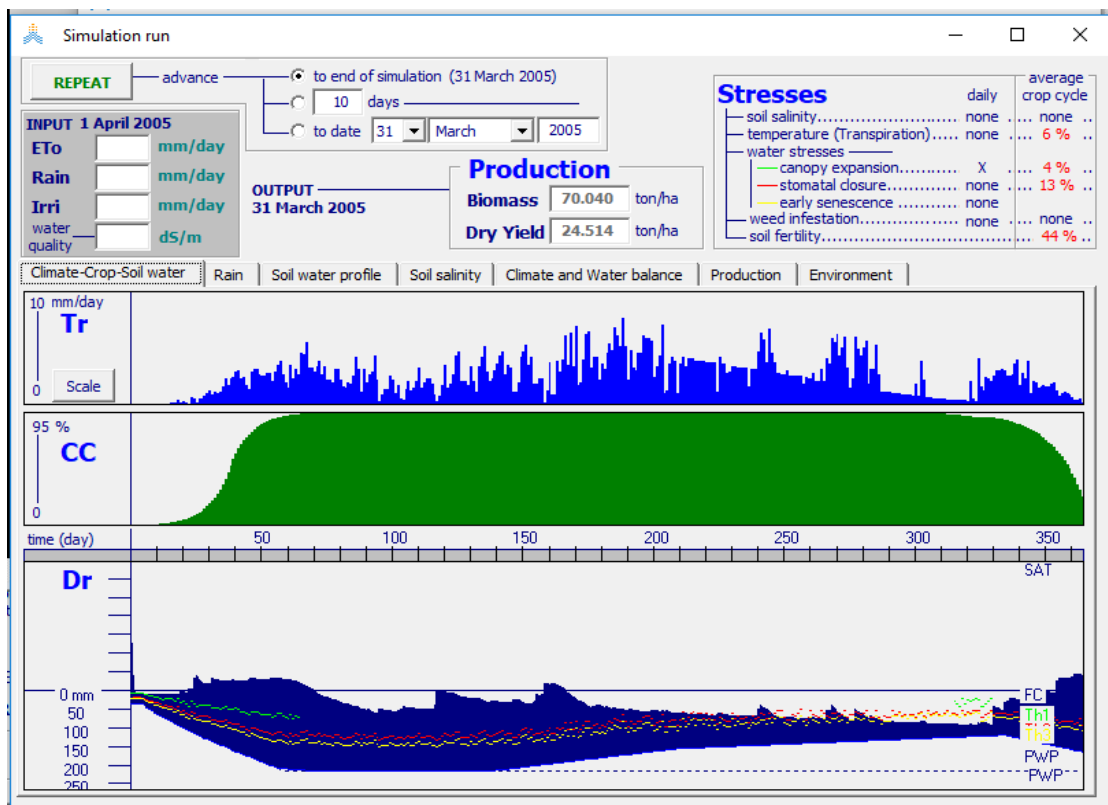 Simulation run
REPEAT
advance
to end of simulation (31 March 2005)
10 days
to date 31 March 2005
INPUT 1 April 2005
ETo mm/day
Rain mm/day
Irri mm/day
water quality dS/m
OUTPUT
31 March 2005
Production
Biomass 70.040 ton/ha
Dry Yield 24.514 ton/ha
Stresses daily average crop cycle
soil salinity.................. none .... none ..
temperature (Transpiration)..... none .... 6 % ..
water stresses
canopy expansion............ X .... 4 % ..
stomatal closure............. none .... 13 % ..
early senescence ........... none
weed infestation.................. none .... none ..
soil fertility........................................ 44 % ..
Climate-Crop-Soil water Rain Soil water profile Soil salinity Climate and Water balance Production Environment
10 mm/day
Tr
0 Scale
95 %
CC
0
time (day) 50 100 150 200 250 300 350
Dr
SAT
0 mm
FC
50
Th1
100
Th3
150
PWP
200
PWP
250